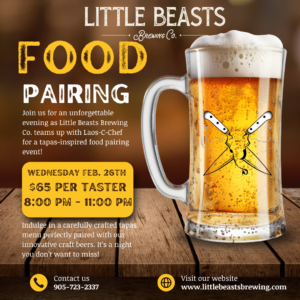 LITTLE BEASTS
Brewing Co.
FOOD
PAIRING
Join us for an unforgettable
evening as Little Beasts Brewing
Co. teams up with Laos-C-Chef
for a tapas-inspired food pairing
event!
WEDNESDAY FEB. 26TH
$65 PER TASTER
8:00 PM - 11:00 PM
Indulge in a carefully crafted tapas
menu perfectly paired with our
innovative craft beers. It's a night
you don't want to miss!
Contact us
905-723-2337
Visit our website
www.littlebeastsbrewing.com